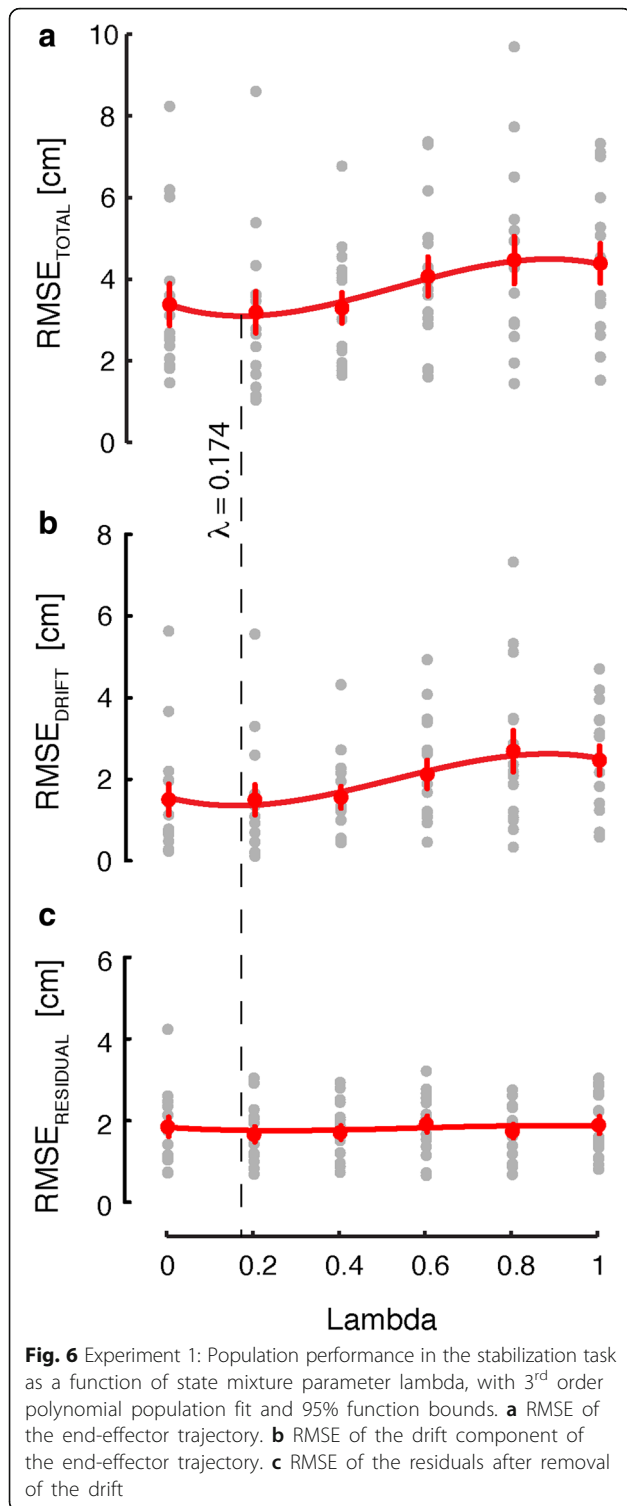 a
10
8
6
4
2
0
RMSE_TOTAL [cm]
λ = 0.174
b
8
6
4
2
0
RMSE_DRIFT [cm]
c
6
4
2
0
RMSE_RESIDUAL [cm]
0 0.2 0.4 0.6 0.8 1
Lambda
Fig. 6 Experiment 1: Population performance in the stabilization task
as a function of state mixture parameter lambda, with 3rd order
polynomial population fit and 95% function bounds. a RMSE of
the end-effector trajectory. b RMSE of the drift component of
the end-effector trajectory. c RMSE of the residuals after removal
of the drift